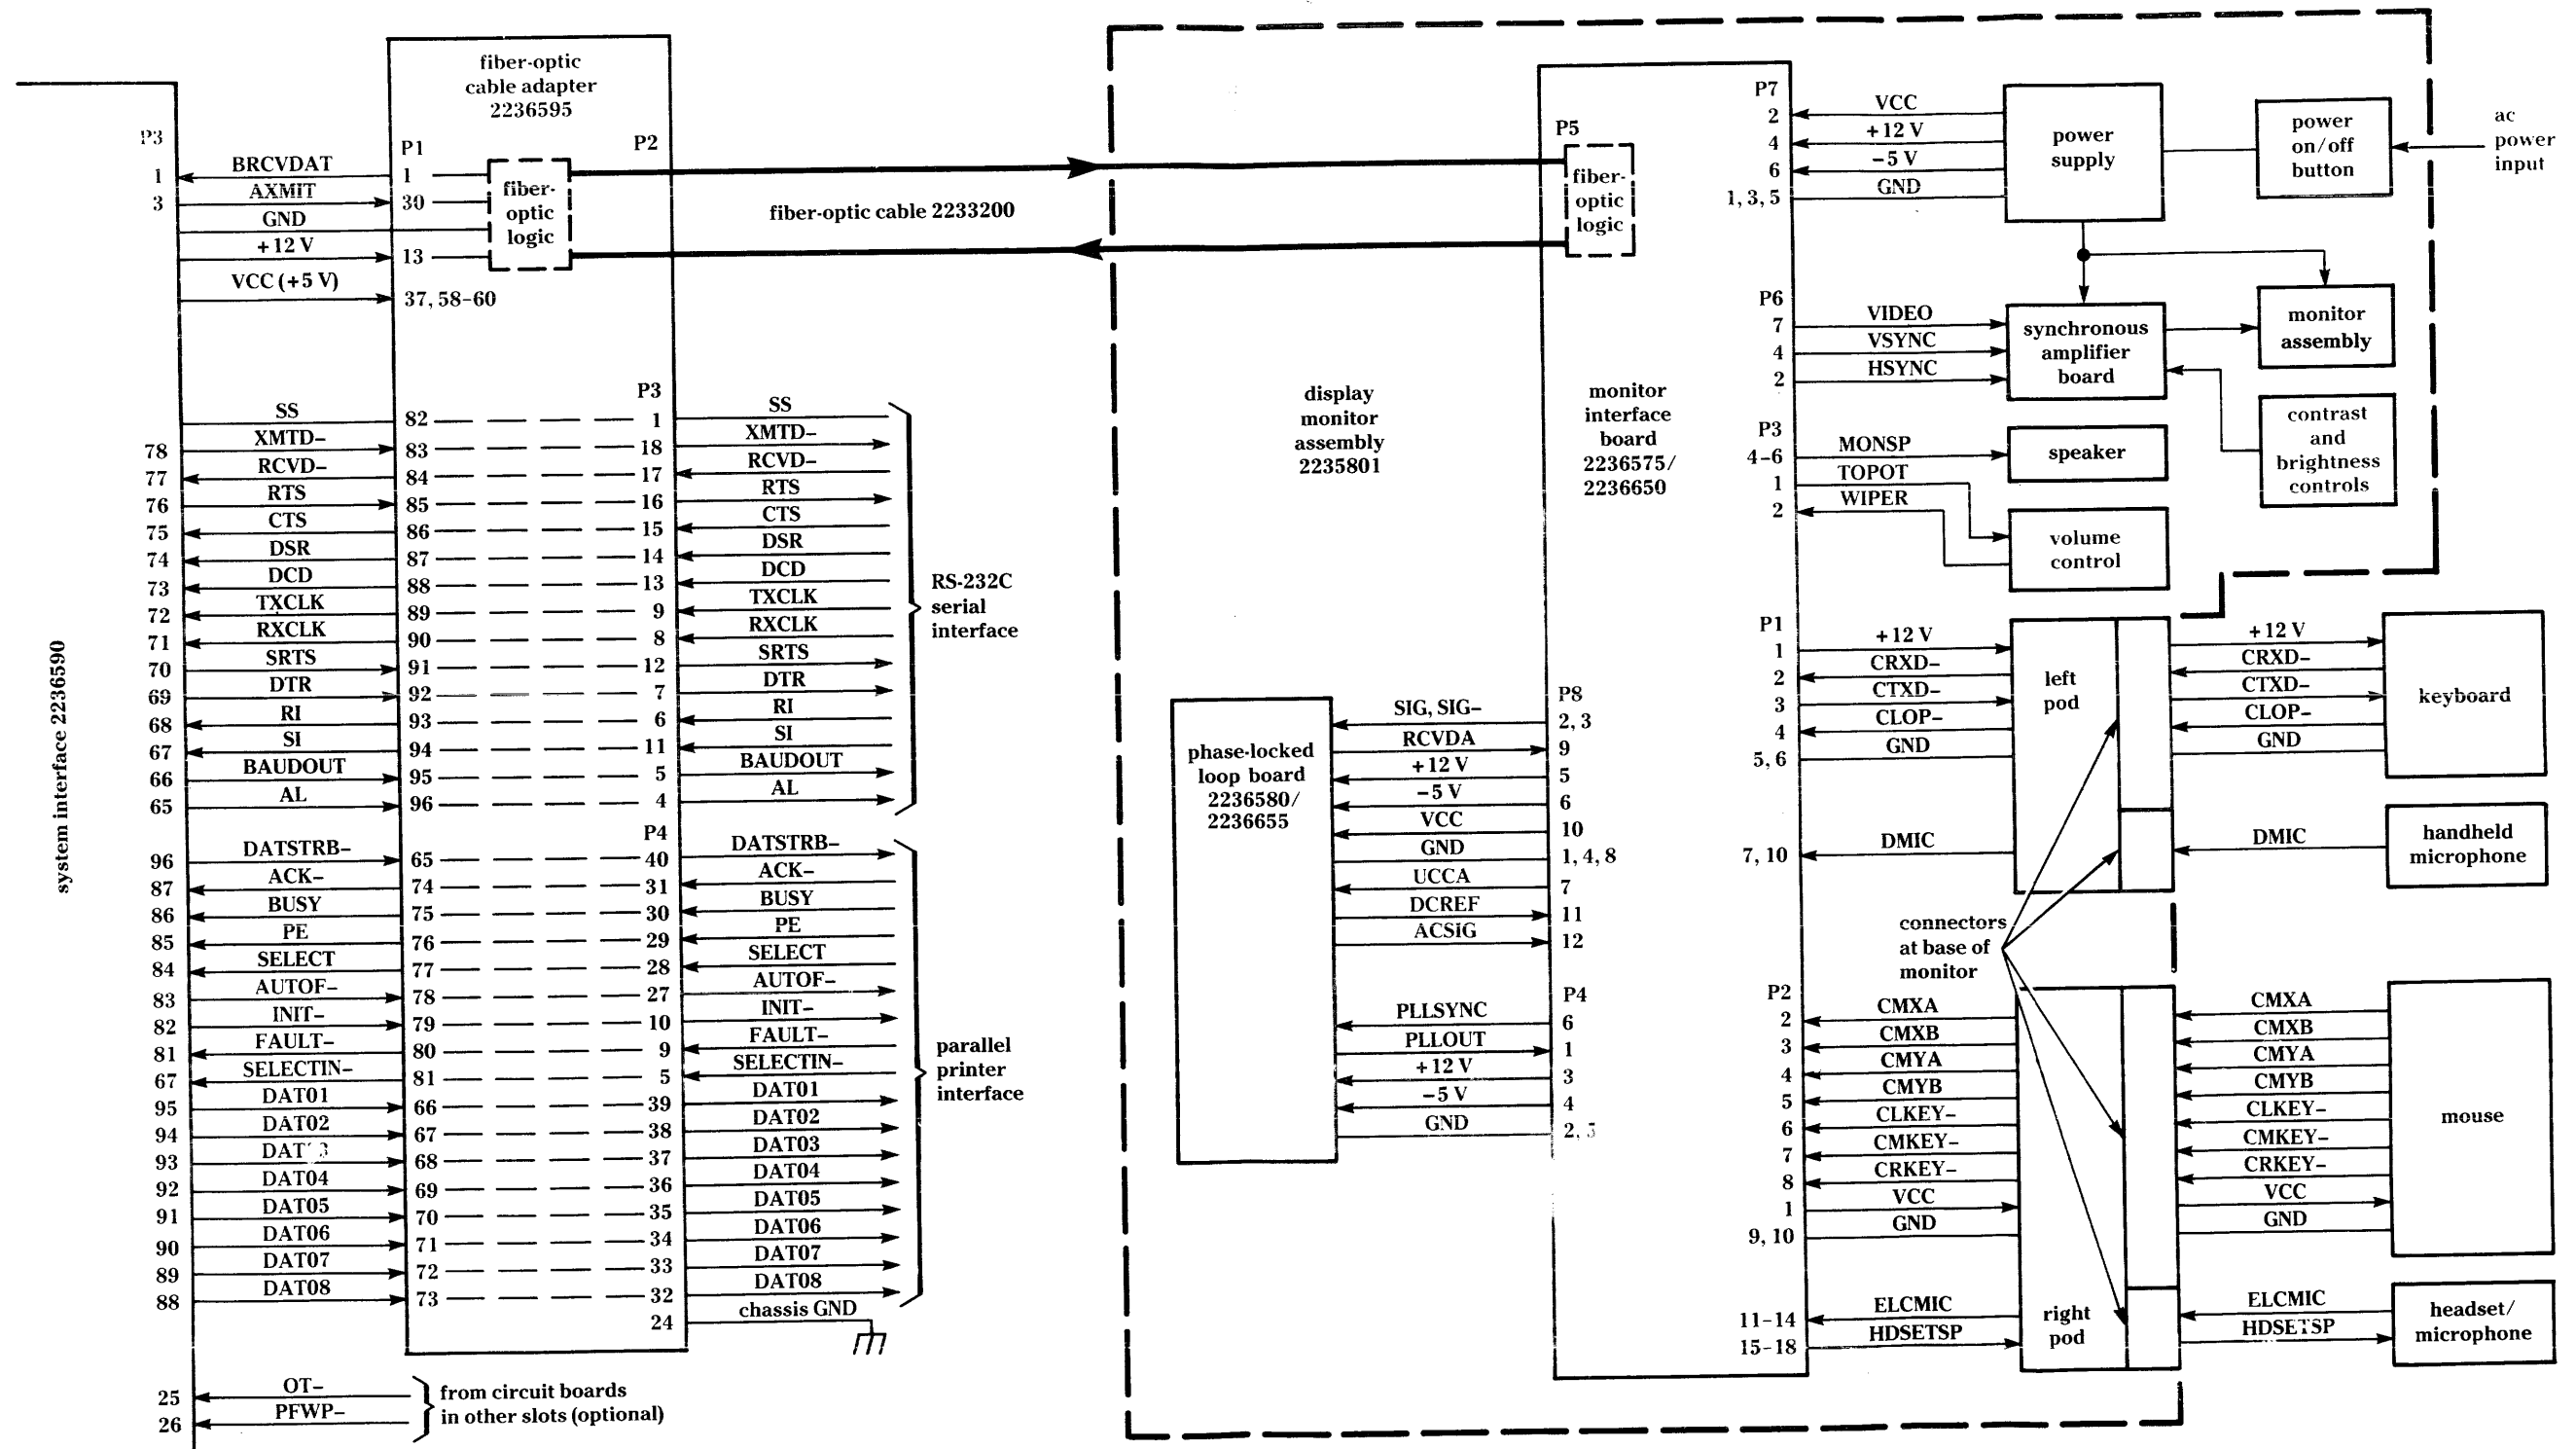 system interface 2236590
P3
1
3
78
77
76
75
74
73
72
71
70
69
68
67
66
65
96
87
86
85
84
83
82
81
67
95
94
93
92
91
90
89
88
25
26
BRCVDAT
AXMIT
GND
+12 V
VCC (+5 V)
SS
XMTD–
RCVD–
RTS
CTS
DSR
DCD
TXCLK
RXCLK
SRTS
DTR
RI
SI
BAUDOUT
AL
DATSTRB–
ACK–
BUSY
PE
SELECT
AUTOF–
INIT–
FAULT–
SELECTIN–
DAT01
DAT02
DAT04
DAT05
DAT06
DAT07
DAT08
OT–
PFWP–
from circuit boards
in other slots (optional)
fiber-optic
cable adapter
2236595
P1
1
30
13
37, 58–60
fiber-
optic
logic
P2
82
83
84
85
86
87
88
89
90
91
92
93
94
95
96
65
74
75
76
77
78
79
80
81
66
67
68
69
70
71
72
73
P3
1
18
17
16
15
14
13
9
8
12
7
6
11
5
4
P4
40
31
30
29
28
27
10
9
5
39
38
37
36
35
34
33
32
24
SS
XMTD–
RCVD–
RTS
CTS
DSR
DCD
TXCLK
RXCLK
SRTS
DTR
RI
SI
BAUDOUT
AL
RS-232C
serial
interface
DATSTRB–
ACK–
BUSY
PE
SELECT
AUTOF–
INIT–
FAULT–
SELECTIN–
DAT01
DAT02
DAT03
DAT04
DAT05
DAT06
DAT07
DAT08
chassis GND
parallel
printer
interface
fiber-optic cable 2233200
display
monitor
assembly
2235801
phase-locked
loop board
2236580/
2236655
SIG, SIG–
RCVDA
+12 V
–5 V
VCC
GND
UCCA
DCREF
ACSIG
PLLSYNC
PLLOUT
+12 V
–5 V
GND
P5
fiber-
optic
logic
monitor
interface
board
2236575/
2236650
P8
2, 3
9
5
6
10
1, 4, 8
7
11
12
P4
6
1
3
4
2, 5
P7
2
4
6
1, 3, 5
P6
7
4
2
P3
4–6
1
2
P1
1
2
3
4
5, 6
7, 10
P2
2
3
4
5
6
7
8
1
9, 10
11–14
15–18
VCC
+12 V
–5 V
GND
VIDEO
VSYNC
HSYNC
MONSP
TOPOT
WIPER
+12 V
CRXD–
CTXD–
CLOP–
GND
DMIC
CMXA
CMXB
CMYA
CMYB
CLKEY–
CMKEY–
CRKEY–
VCC
GND
ELCMIC
HDSETSP
power
supply
power
on/off
button
ac
power
input
synchronous
amplifier
board
monitor
assembly
contrast
and
brightness
controls
speaker
volume
control
left
pod
connectors
at base of
monitor
right
pod
+12 V
CRXD–
CTXD–
CLOP–
GND
DMIC
CMXA
CMXB
CMYA
CMYB
CLKEY–
CMKEY–
CRKEY–
VCC
GND
ELCMIC
HDSETSP
keyboard
handheld
microphone
mouse
headset/
microphone